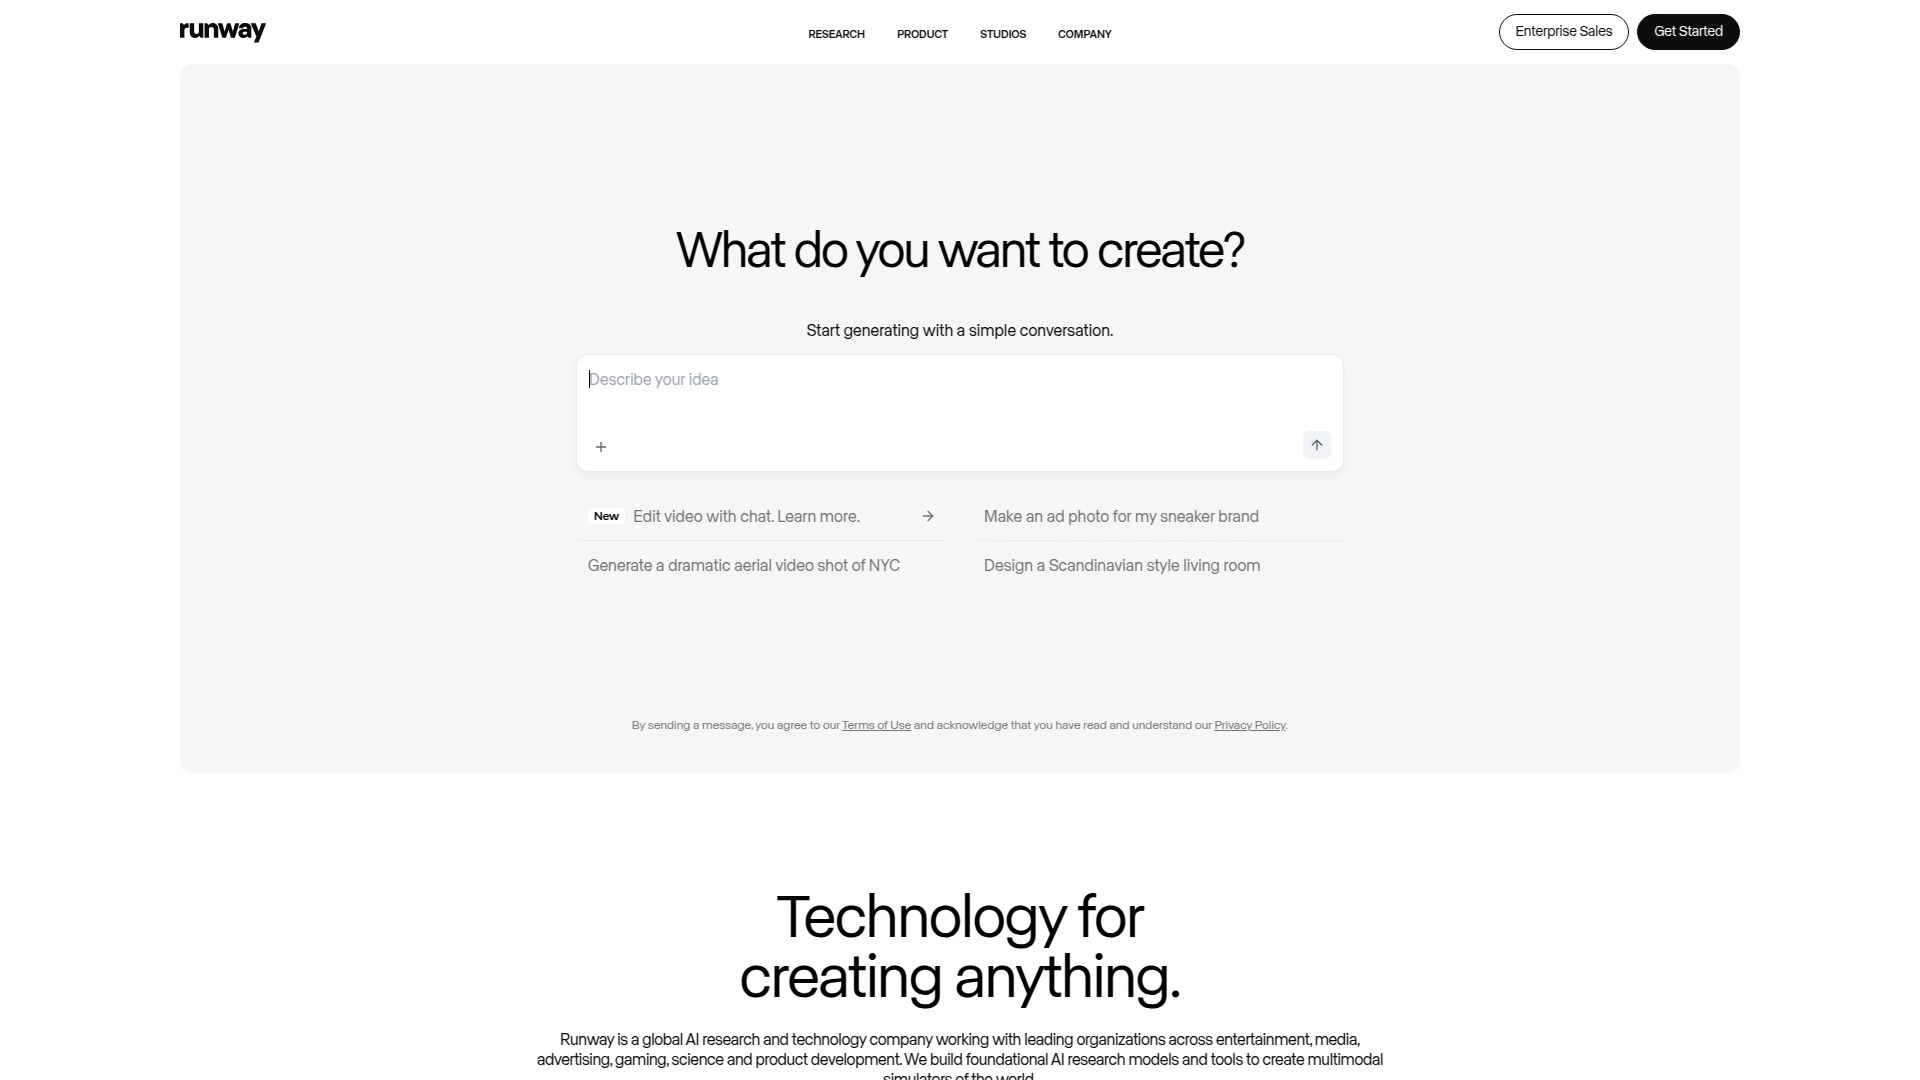 runway
RESEARCH
PRODUCT
STUDIOS
COMPANY
Enterprise Sales
Get Started
What do you want to create?
Start generating with a simple conversation.
Describe your idea
New Edit video with chat. Learn more.
Make an ad photo for my sneaker brand
Generate a dramatic aerial video shot of NYC
Design a Scandinavian style living room
By sending a message, you agree to our Terms of Use and acknowledge that you have read and understand our Privacy Policy.
Technology for
creating anything.
Runway is a global AI research and technology company working with leading organizations across entertainment, media,
advertising, gaming, science and product development. We build foundational AI research models and tools to create multimodal
simulators of the world.